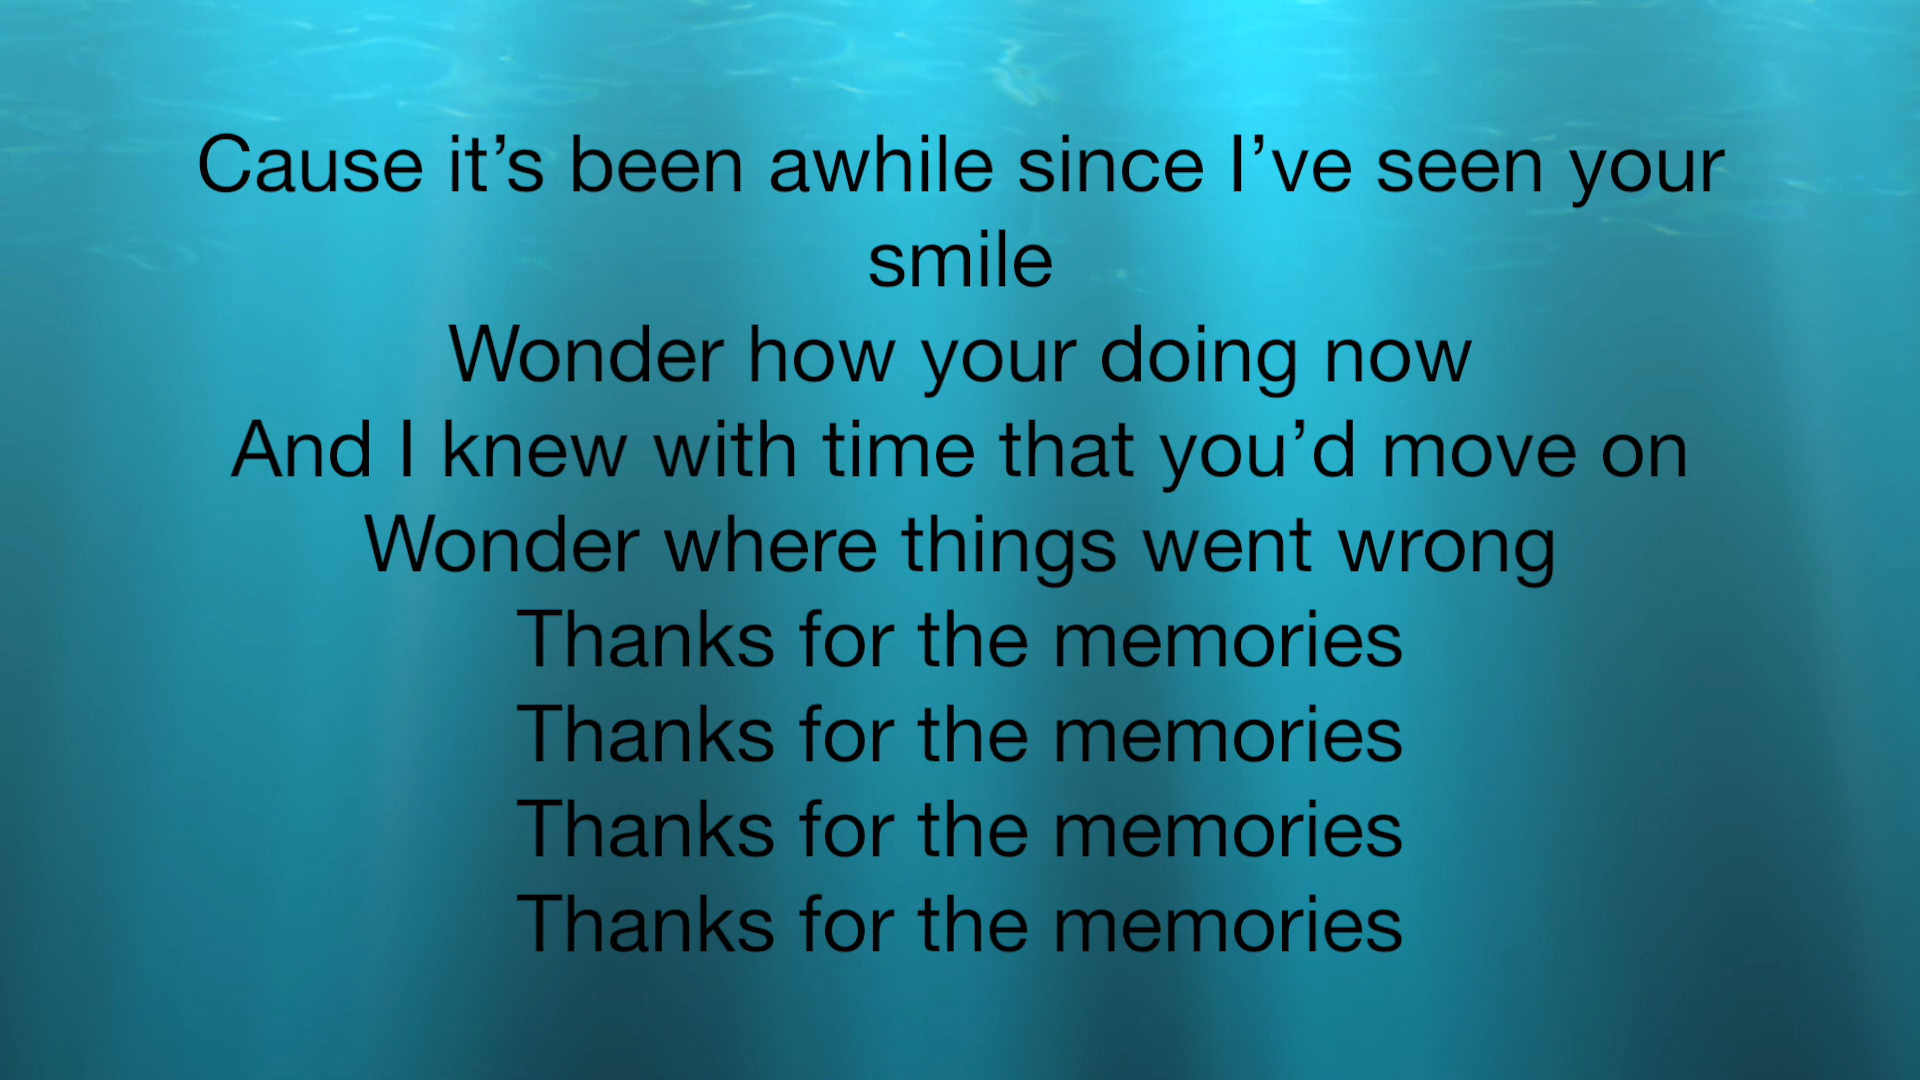 Cause it’s been awhile since I’ve seen your
smile
Wonder how your doing now
And I knew with time that you’d move on
Wonder where things went wrong
Thanks for the memories
Thanks for the memories
Thanks for the memories
Thanks for the memories